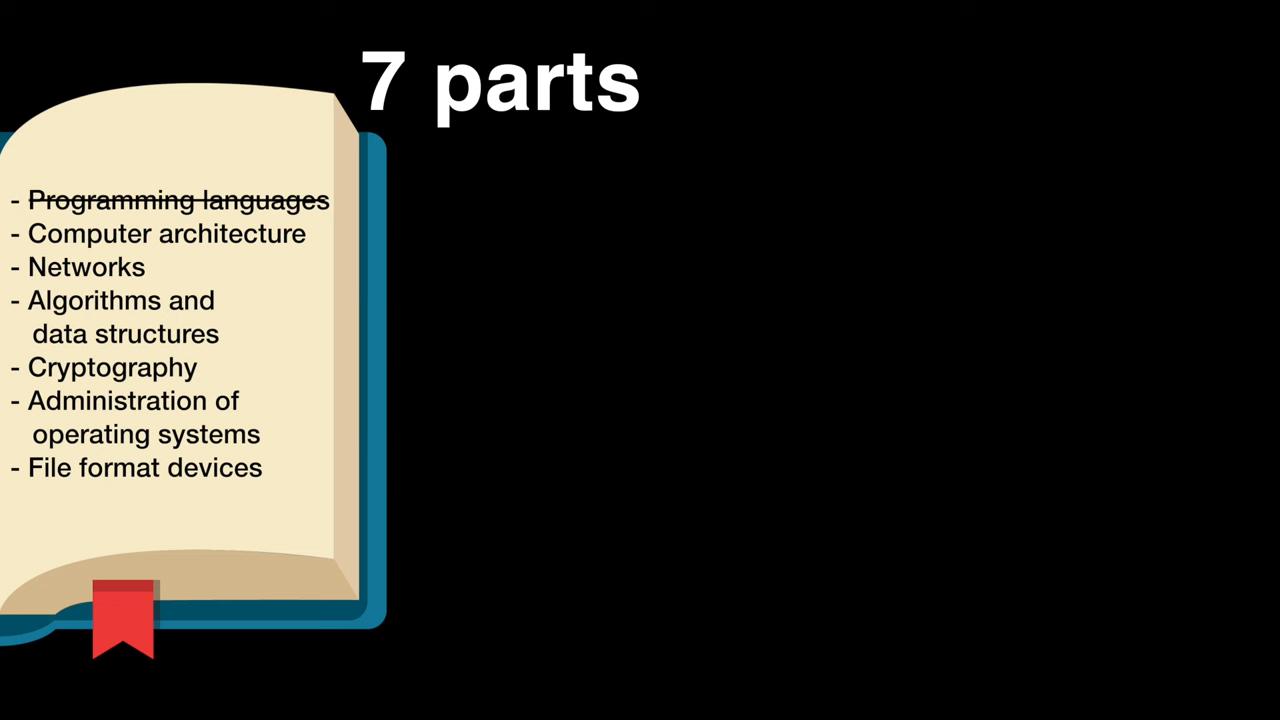 7 parts
- Programming languages
- Computer architecture
- Networks
- Algorithms and
data structures
- Cryptography
- Administration of
operating systems
- File format devices